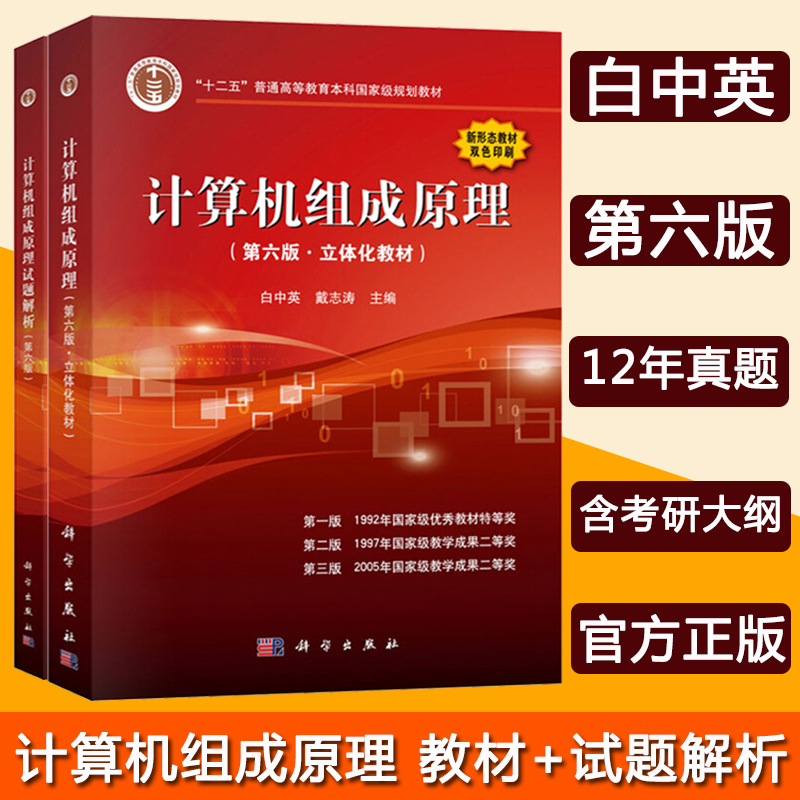 "十二五"普通高等教育本科国家级规划教材
新形态教材
双色印刷
计算机组成原理
(第六版·立体化教材)
白中英 戴志涛 主编
第一版 1992年国家级优秀教材特等奖
第二版 1997年国家级教学成果二等奖
第三版 2005年国家级教学成果二等奖
科学出版社
计算机组成原理(第六版·立体化教材)
科学出版社
计算机组成原理试题解析(第六版)
科学出版社
白中英
第六版
12年真题
含考研大纲
官方正版
计算机组成原理 教材+试题解析